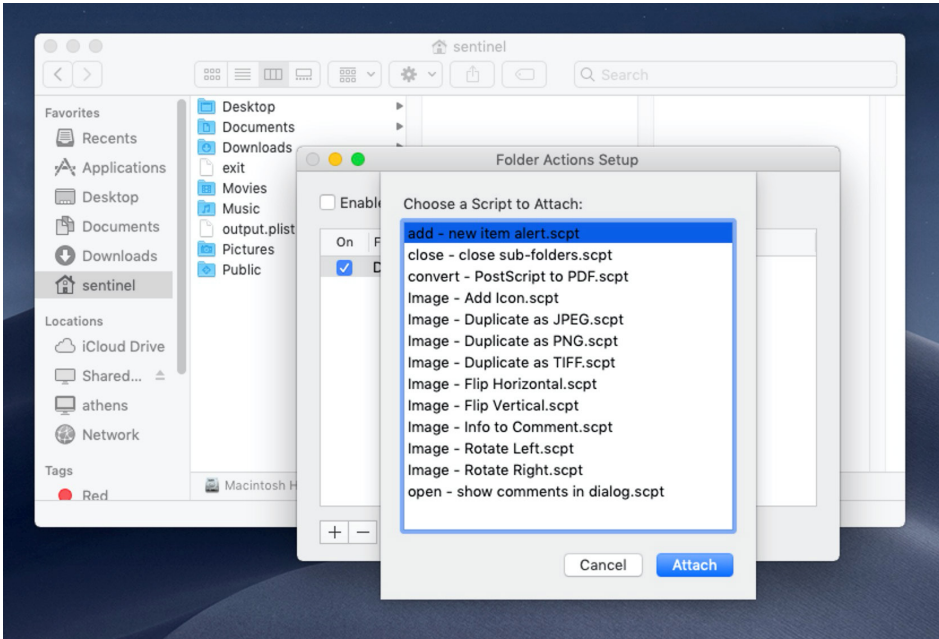 sentinel
Search
Favorites
Recents
Applications
Desktop
Documents
Downloads
sentinel
Locations
iCloud Drive
Shared...
athens
Network
Tags
Red
Desktop
Documents
Downloads
exit
Movies
Music
output.plist
Pictures
Public
Macintosh H
Folder Actions Setup
Enable
On F
D
Choose a Script to Attach:
add - new item alert.scpt
close - close sub-folders.scpt
convert - PostScript to PDF.scpt
Image - Add Icon.scpt
Image - Duplicate as JPEG.scpt
Image - Duplicate as PNG.scpt
Image - Duplicate as TIFF.scpt
Image - Flip Horizontal.scpt
Image - Flip Vertical.scpt
Image - Info to Comment.scpt
Image - Rotate Left.scpt
Image - Rotate Right.scpt
open - show comments in dialog.scpt
Cancel Attach